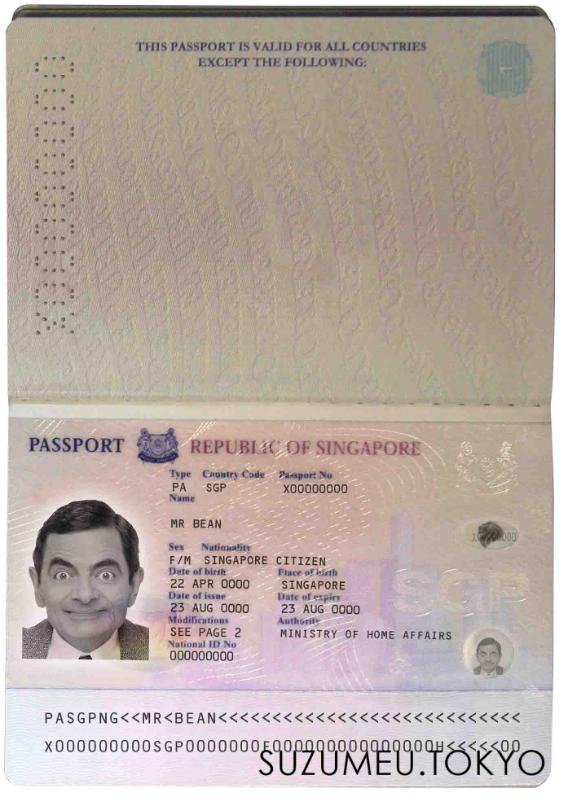 THIS PASSPORT IS VALID FOR ALL COUNTRIES
EXCEPT THE FOLLOWING:
PASSPORT REPUBLIC OF SINGAPORE
Type Country Code Passport No
PA SGP X00000000
Name
MR BEAN
Sex Nationality
F/M SINGAPORE CITIZEN
Date of birth Place of birth
22 APR 0000 SINGAPORE
Date of issue Date of expiry
23 AUG 0000 23 AUG 0000
Modifications Authority
SEE PAGE 2 MINISTRY OF HOME AFFAIRS
National ID No
000000000
PASGPNG<<MR<BEAN<<<<<<<<<<<<<<<<<<<<<<<<<<<<
X000000000SGP0000000F000000000000000H<<<<<00
SUZUMEU.TOKYO